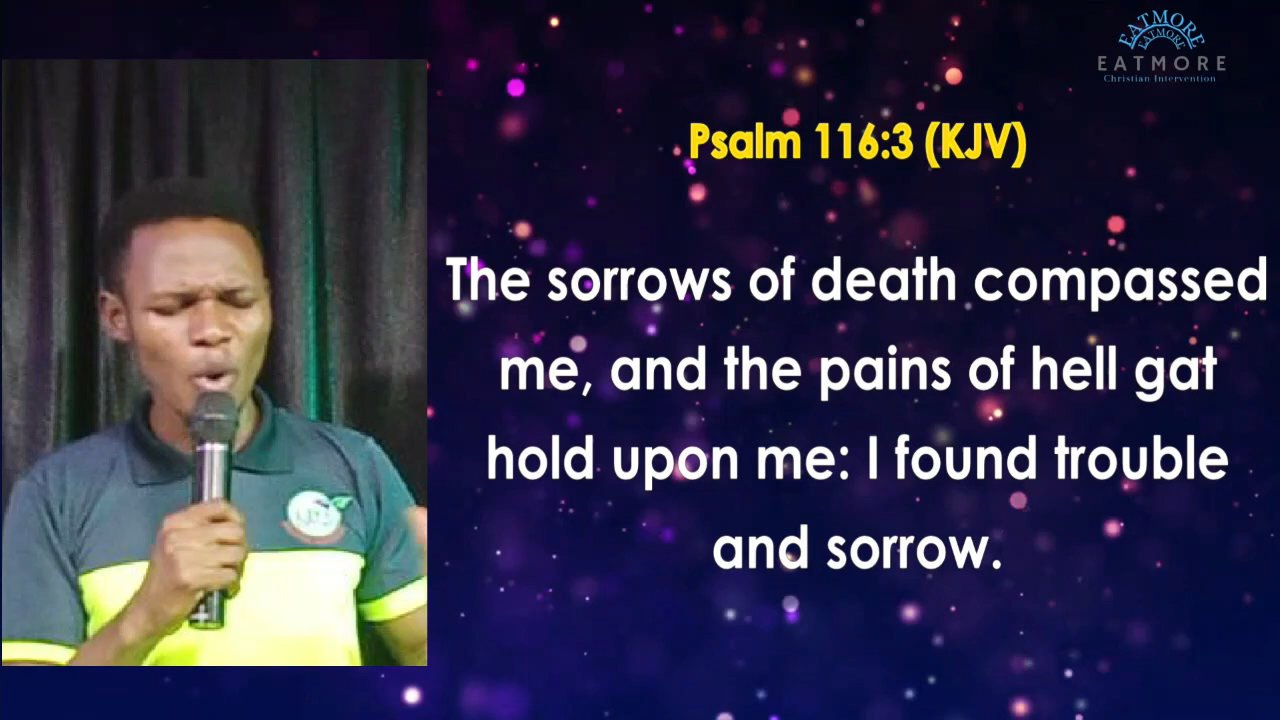 EATMORE
EATMORE
EATMORE
Christian Intervention
Psalm 116:3 (KJV)
The sorrows of death compassed
me, and the pains of hell gat
hold upon me: I found trouble
and sorrow.